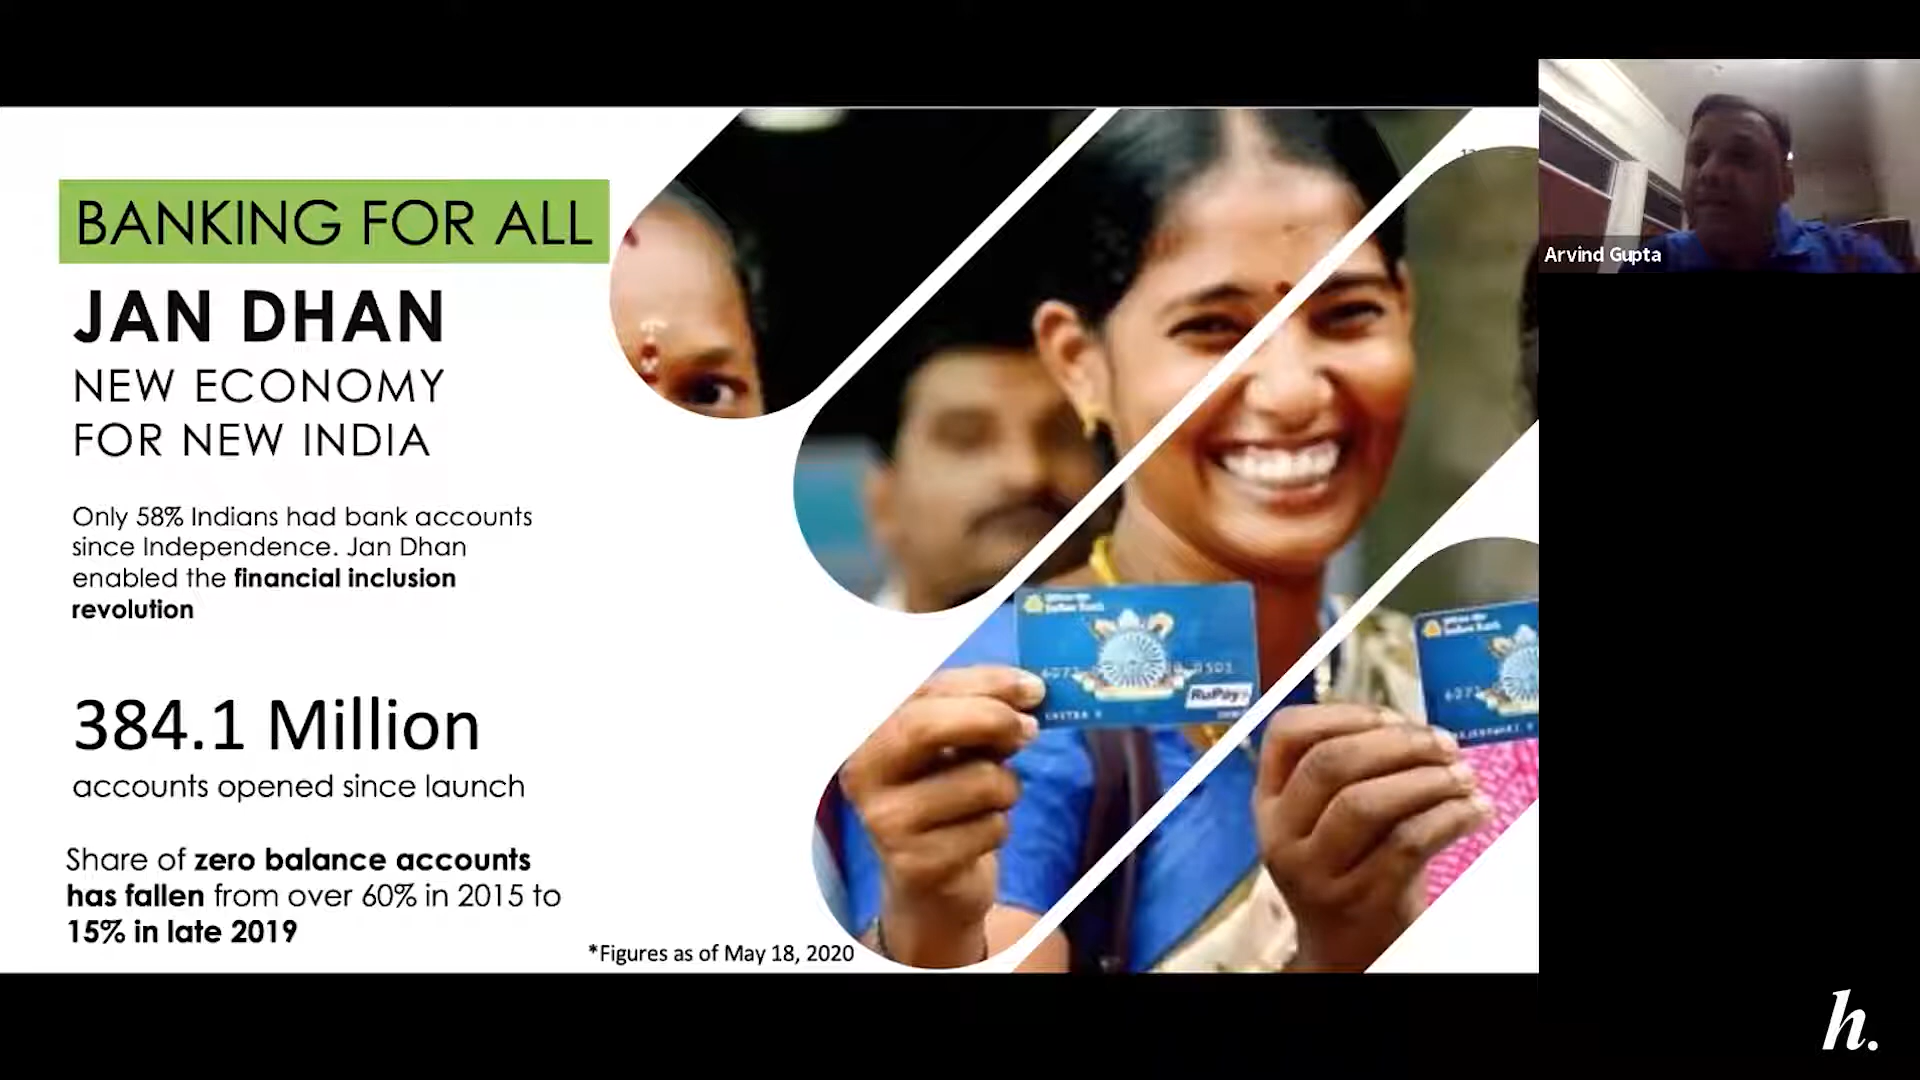 BANKING FOR ALL
JAN DHAN
NEW ECONOMY
FOR NEW INDIA
Only 58% Indians had bank accounts
since Independence. Jan Dhan
enabled the financial inclusion
revolution
384.1 Million
accounts opened since launch
Share of zero balance accounts
has fallen from over 60% in 2015 to
15% in late 2019
*Figures as of May 18, 2020
RuPay
Arvind Gupta
h.